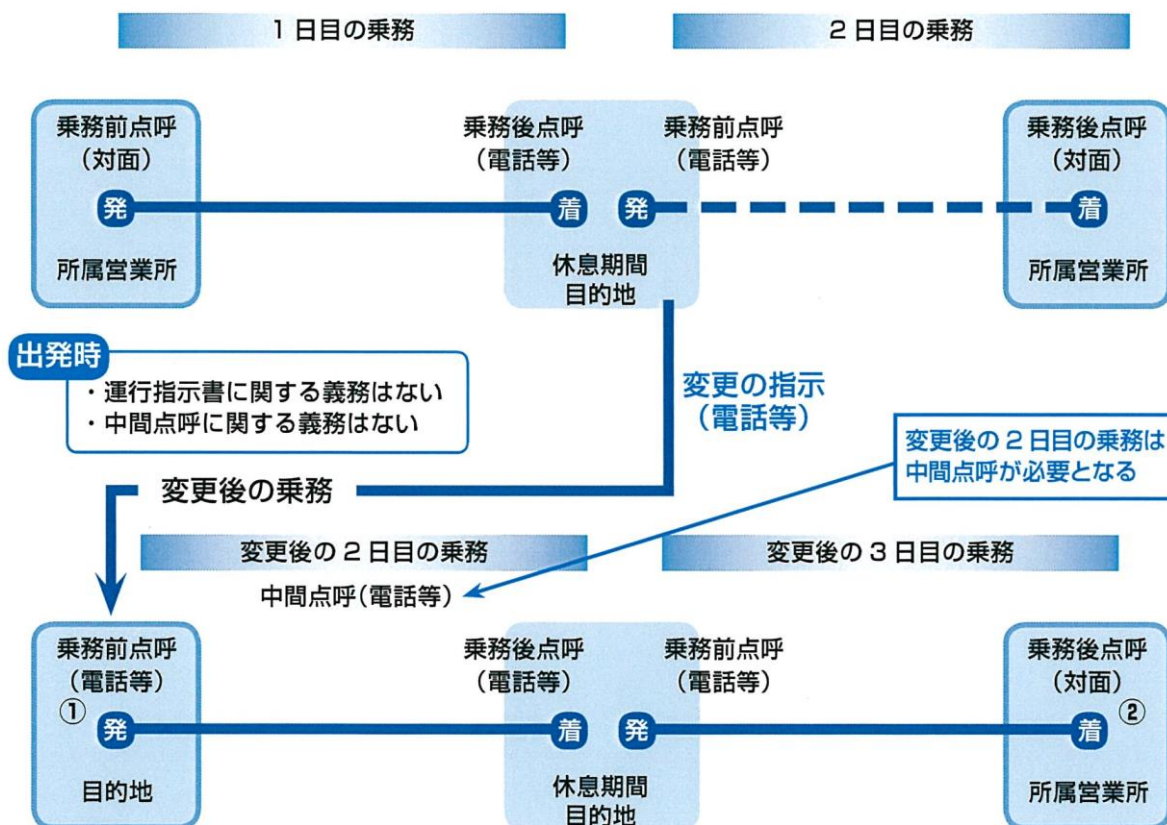 1日目の乗務
2日目の乗務
乗務前点呼
(対面)
発
所属営業所
乗務後点呼
(電話等)
着
乗務前点呼
(電話等)
発
休息期間
目的地
乗務後点呼
(対面)
着
所属営業所
出発時
・運行指示書に関する義務はない
・中間点呼に関する義務はない
変更の指示
(電話等)
変更後の2日目の乗務は
中間点呼が必要となる
変更後の乗務
変更後の2日目の乗務
変更後の3日目の乗務
中間点呼(電話等)
乗務前点呼
(電話等)
①
発
目的地
乗務後点呼
(電話等)
着
乗務前点呼
(電話等)
発
休息期間
目的地
乗務後点呼
(対面)
②
着
所属営業所